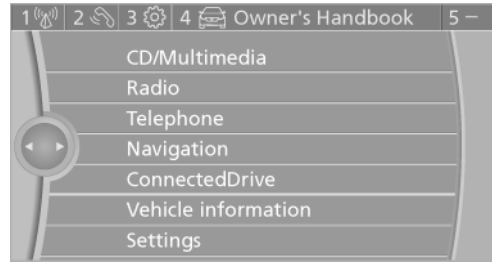 1 2 3 4 Owner's Handbook 5 –
CD/Multimedia
Radio
Telephone
Navigation
ConnectedDrive
Vehicle information
Settings